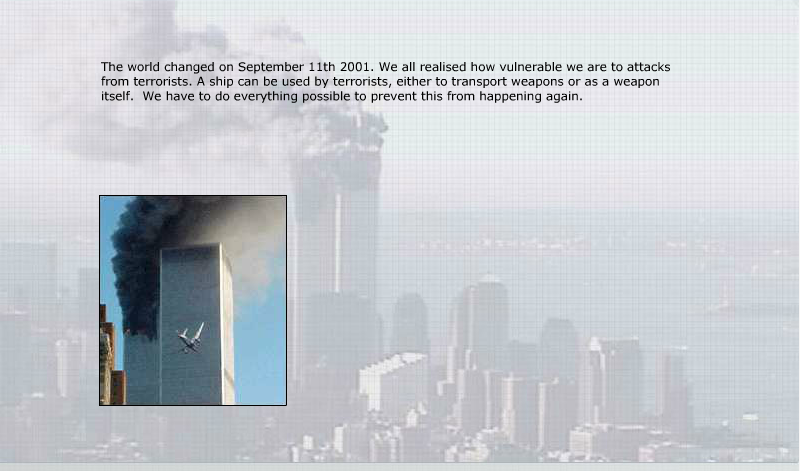 The world changed on September 11th 2001. We all realised how vulnerable we are to attacks
from terrorists. A ship can be used by terrorists, either to transport weapons or as a weapon
itself.  We have to do everything possible to prevent this from happening again.